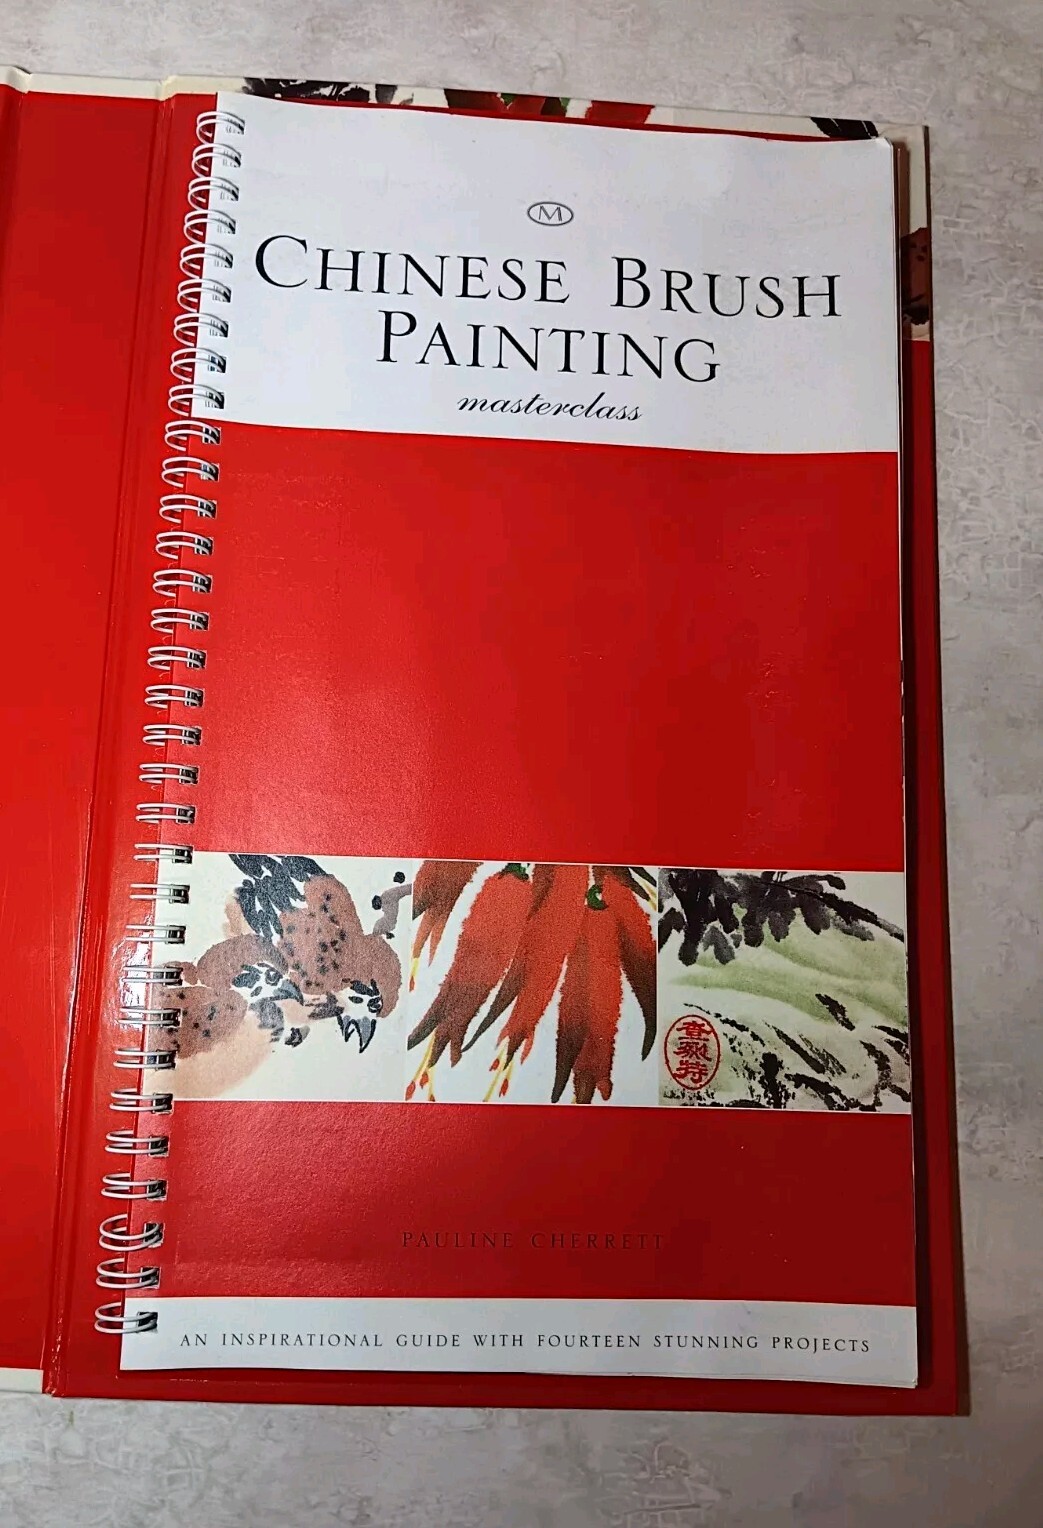 M
CHINESE BRUSH
PAINTING
masterclass
PAULINE CHERRETT
AN INSPIRATIONAL GUIDE WITH FOURTEEN STUNNING PROJECTS